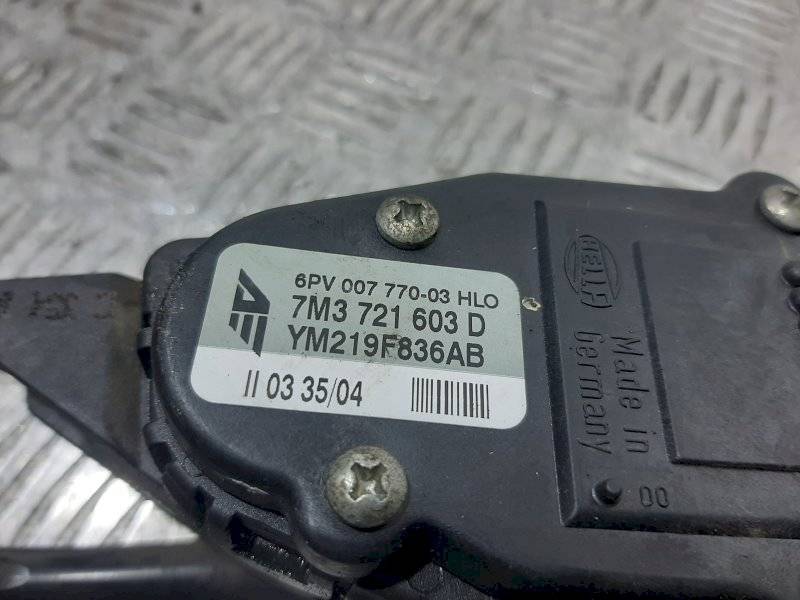 6PV 007 770-03 HLO
7M3 721 603 D
YM219F836AB
II 03 35/04
HELLA
Made in
Germany
00